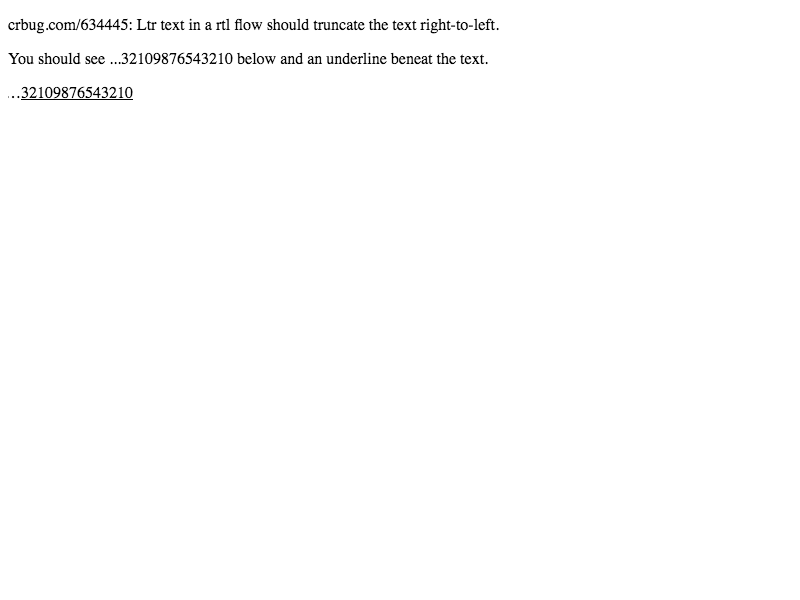 crbug.com/634445: Ltr text in a rtl flow should truncate the text right-to-left.
You should see ...32109876543210 below and an underline beneat the text.
…32109876543210